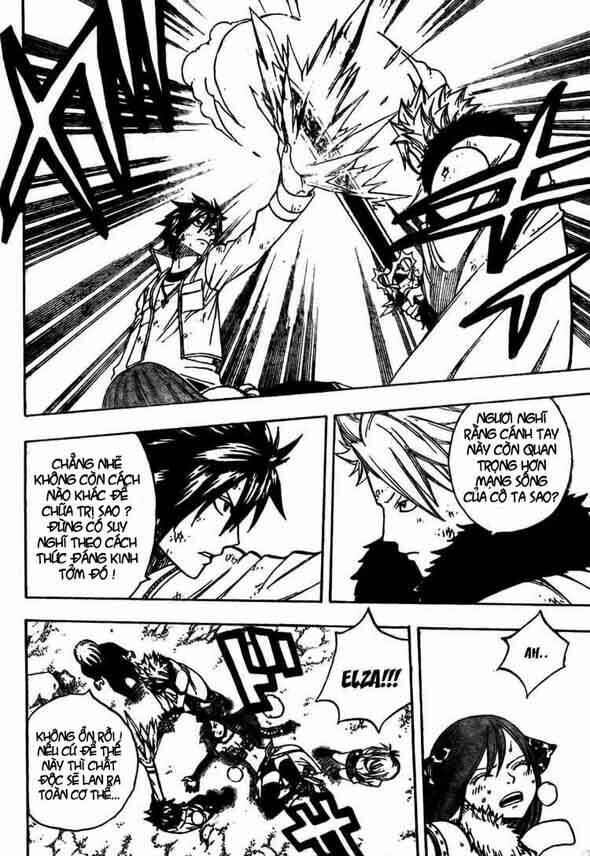 NGƯƠI NGHĨ
RẰNG CÁNH TAY
NÀY CÒN QUAN
TRỌNG HƠN
MẠNG SỐNG
CỦA CÔ TA SAO?
CHẲNG NHẼ
KHÔNG CÒN CÁCH
NÀO KHÁC ĐỂ
CHỮA TRỊ SAO?
ĐỪNG CÓ SUY
NGHĨ THEO CÁCH
THỨC ĐÁNG KINH
TỞM ĐÓ!
AH..
ELZA!!!
KHÔNG ỔN RỒI!
NẾU CỨ ĐỂ THẾ
NÀY THÌ CHẤT
ĐỘC SẼ LAN RA
TOÀN CƠ THỂ...